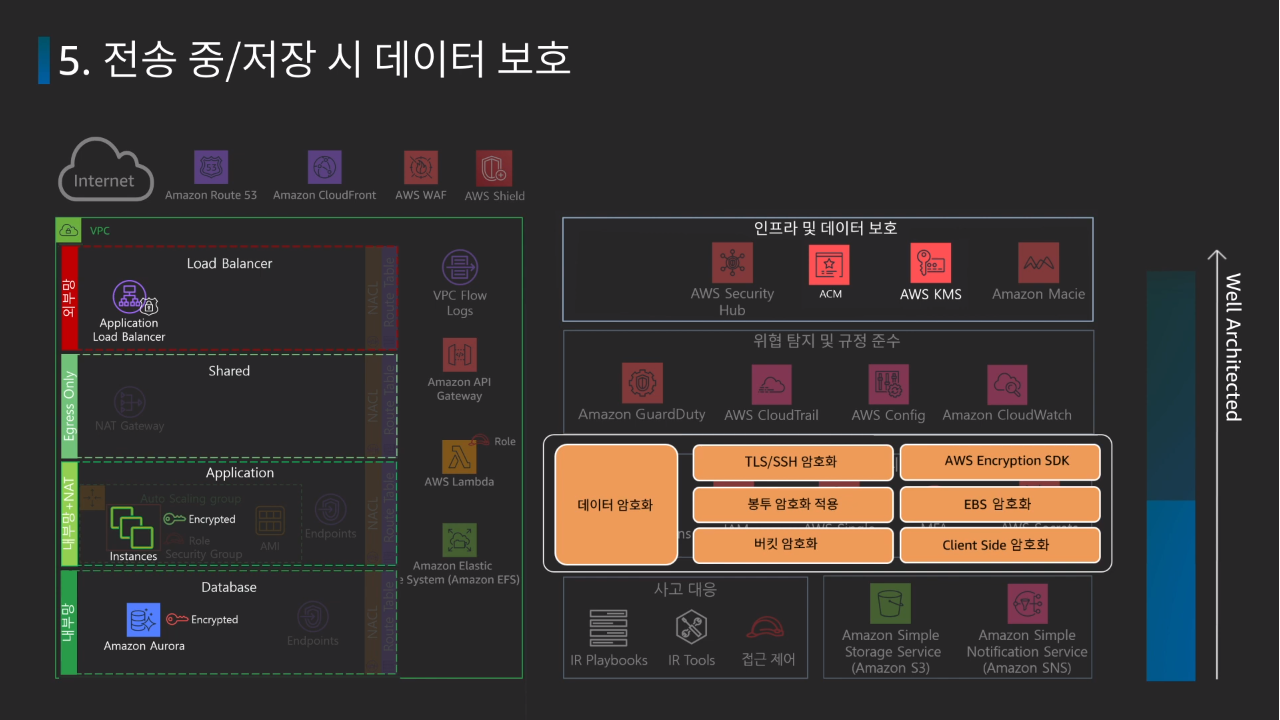 5. 전송 중/저장 시 데이터 보호
Internet
Amazon Route 53
Amazon CloudFront
AWS WAF
AWS Shield
VPC
외부망
Load Balancer
Application
Load Balancer
NACL
Route Table
Egress Only
Shared
NAT Gateway
NACL
Route Table
내부망+NAT
Application
Auto Scaling group
Instances
Encrypted
Role
Security Group
AMI
Endpoints
NACL
Route Table
내부망
Database
Amazon Aurora
Encrypted
Endpoints
NACL
Route Table
VPC Flow
Logs
Amazon API
Gateway
Role
AWS Lambda
Amazon Elastic
e System (Amazon EFS)
인프라 및 데이터 보호
AWS Security
Hub
ACM
AWS KMS
Amazon Macie
위협 탐지 및 규정 준수
Amazon GuardDuty
AWS CloudTrail
AWS Config
Amazon CloudWatch
데이터 암호화
TLS/SSH 암호화
AWS Encryption SDK
봉투 암호화 적용
EBS 암호화
버킷 암호화
Client Side 암호화
사고 대응
IR Playbooks
IR Tools
접근 제어
Amazon Simple
Storage Service
(Amazon S3)
Amazon Simple
Notification Service
(Amazon SNS)
Well Architected